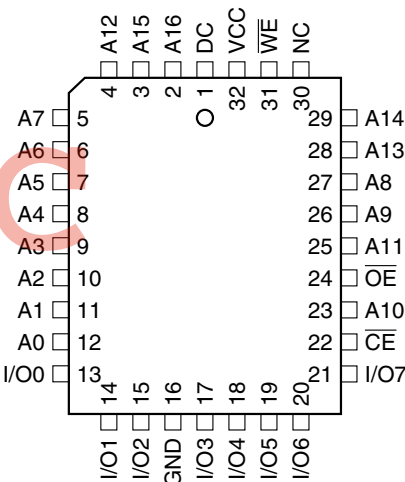 A12 A15 A16 DC VCC WE NC
4 3 2 1 32 31 30
A7 5 29 A14
A6 6 28 A13
A5 7 27 A8
A4 8 26 A9
A3 9 25 A11
A2 10 24 OE
A1 11 23 A10
A0 12 22 CE
I/O0 13 21 I/O7
14 15 16 17 18 19 20
I/O1 I/O2 GND I/O3 I/O4 I/O5 I/O6
C